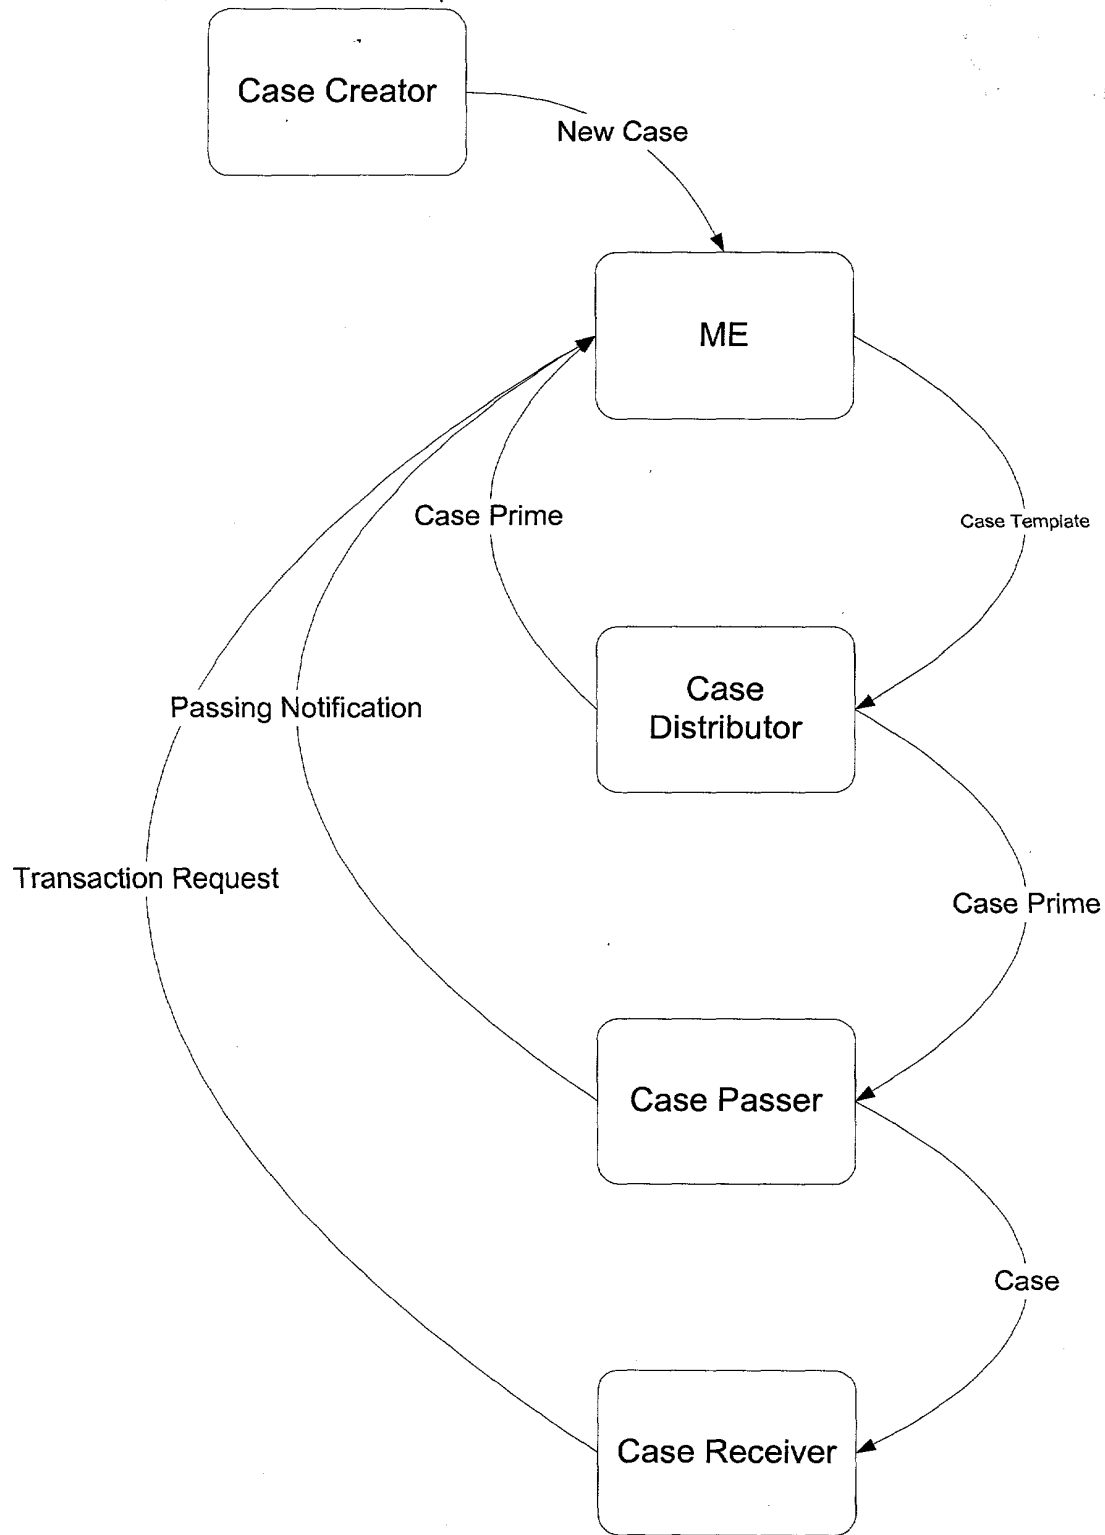 Case Creator
New Case
ME
Case Prime
Case Template
Case
Distributor
Passing Notification
Transaction Request
Case Prime
Case Passer
Case
Case Receiver